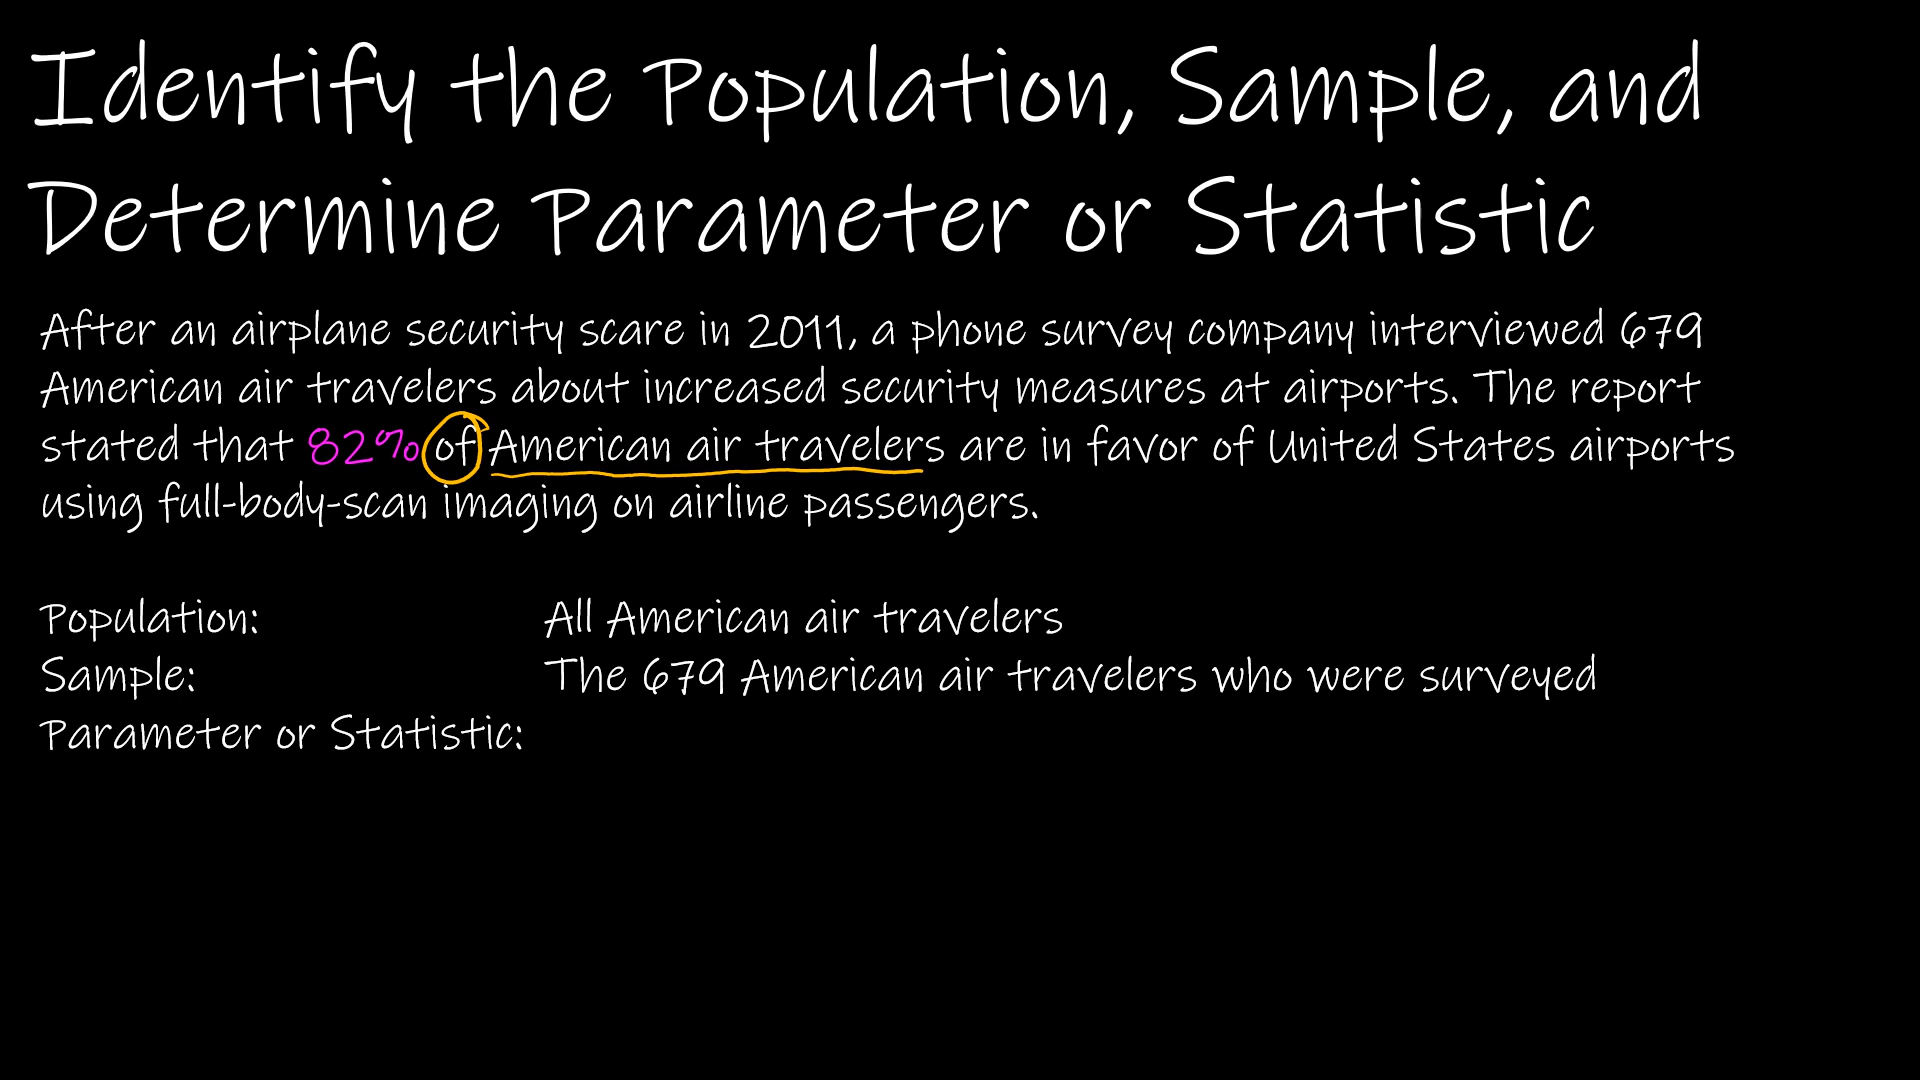 Identify the Population, Sample, and
Determine Parameter or Statistic
After an airplane security scare in 2011, a phone survey company interviewed 679
American air travelers about increased security measures at airports. The report
stated that 82% of American air travelers are in favor of United States airports
using full-body-scan imaging on airline passengers.
Population: All American air travelers
Sample: The 679 American air travelers who were surveyed
Parameter or Statistic: